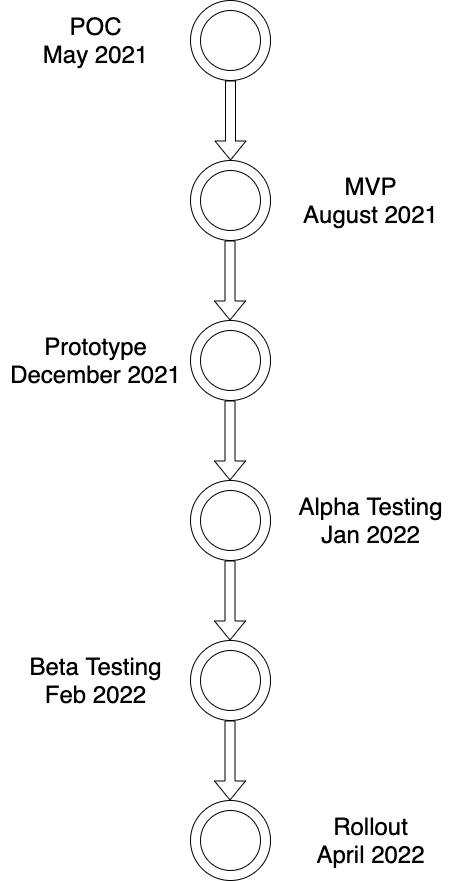 POC
May 2021
MVP
August 2021
Prototype
December 2021
Alpha Testing
Jan 2022
Beta Testing
Feb 2022
Rollout
April 2022